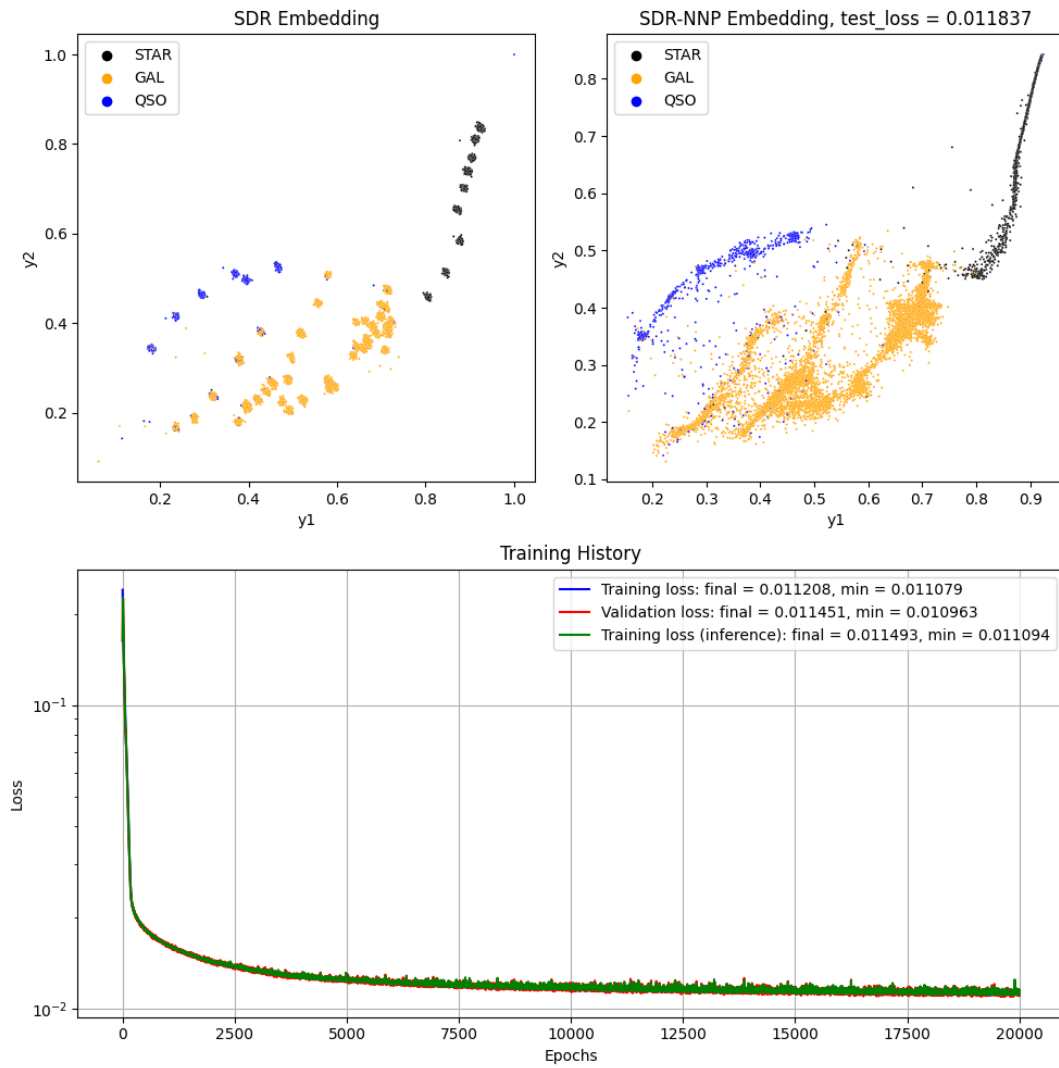 SDR Embedding
STAR
GAL
QSO
1.0
0.8
0.6
0.4
0.2
y2
0.2
0.4
0.6
0.8
1.0
y1
SDR-NNP Embedding, test_loss = 0.011837
STAR
GAL
QSO
0.8
0.7
0.6
0.5
0.4
0.3
0.2
0.1
y2
0.2
0.3
0.4
0.5
0.6
0.7
0.8
0.9
y1
Training History
Training loss: final = 0.011208, min = 0.011079
Validation loss: final = 0.011451, min = 0.010963
Training loss (inference): final = 0.011493, min = 0.011094
10⁻¹
10⁻²
Loss
0
2500
5000
7500
10000
12500
15000
17500
20000
Epochs